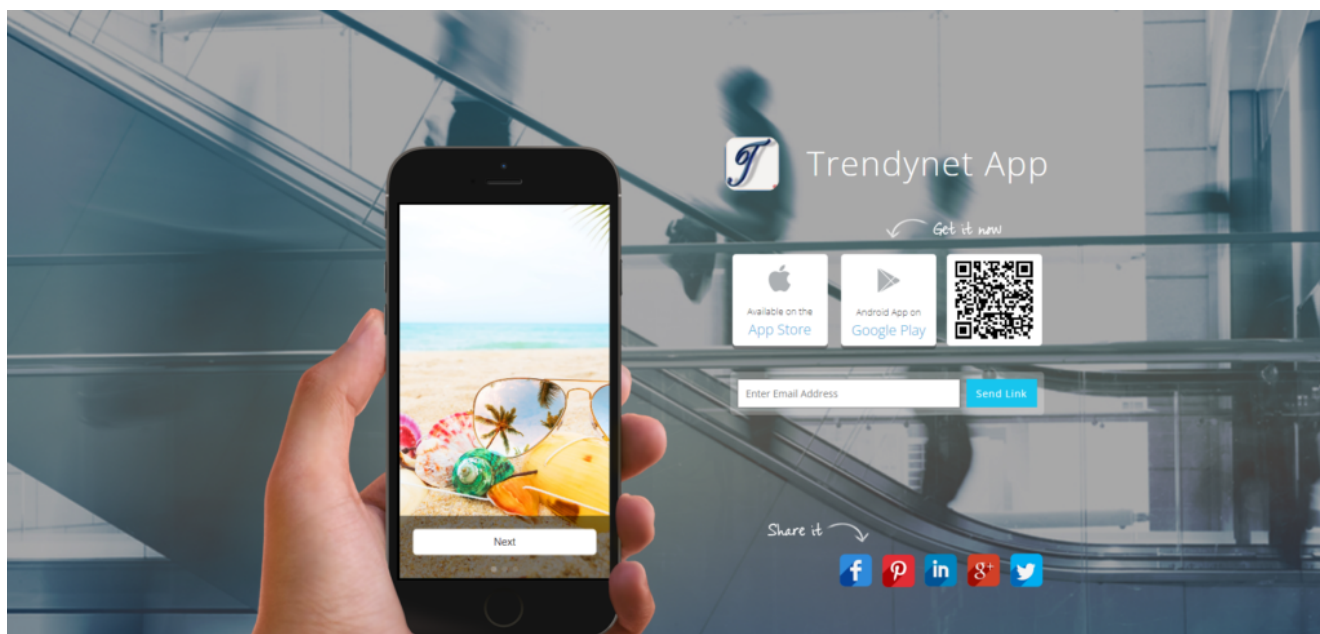 Trendynet App
Get it now
Available on the
App Store
Android App on
Google Play
Enter Email Address
Send Link
Next
Share it